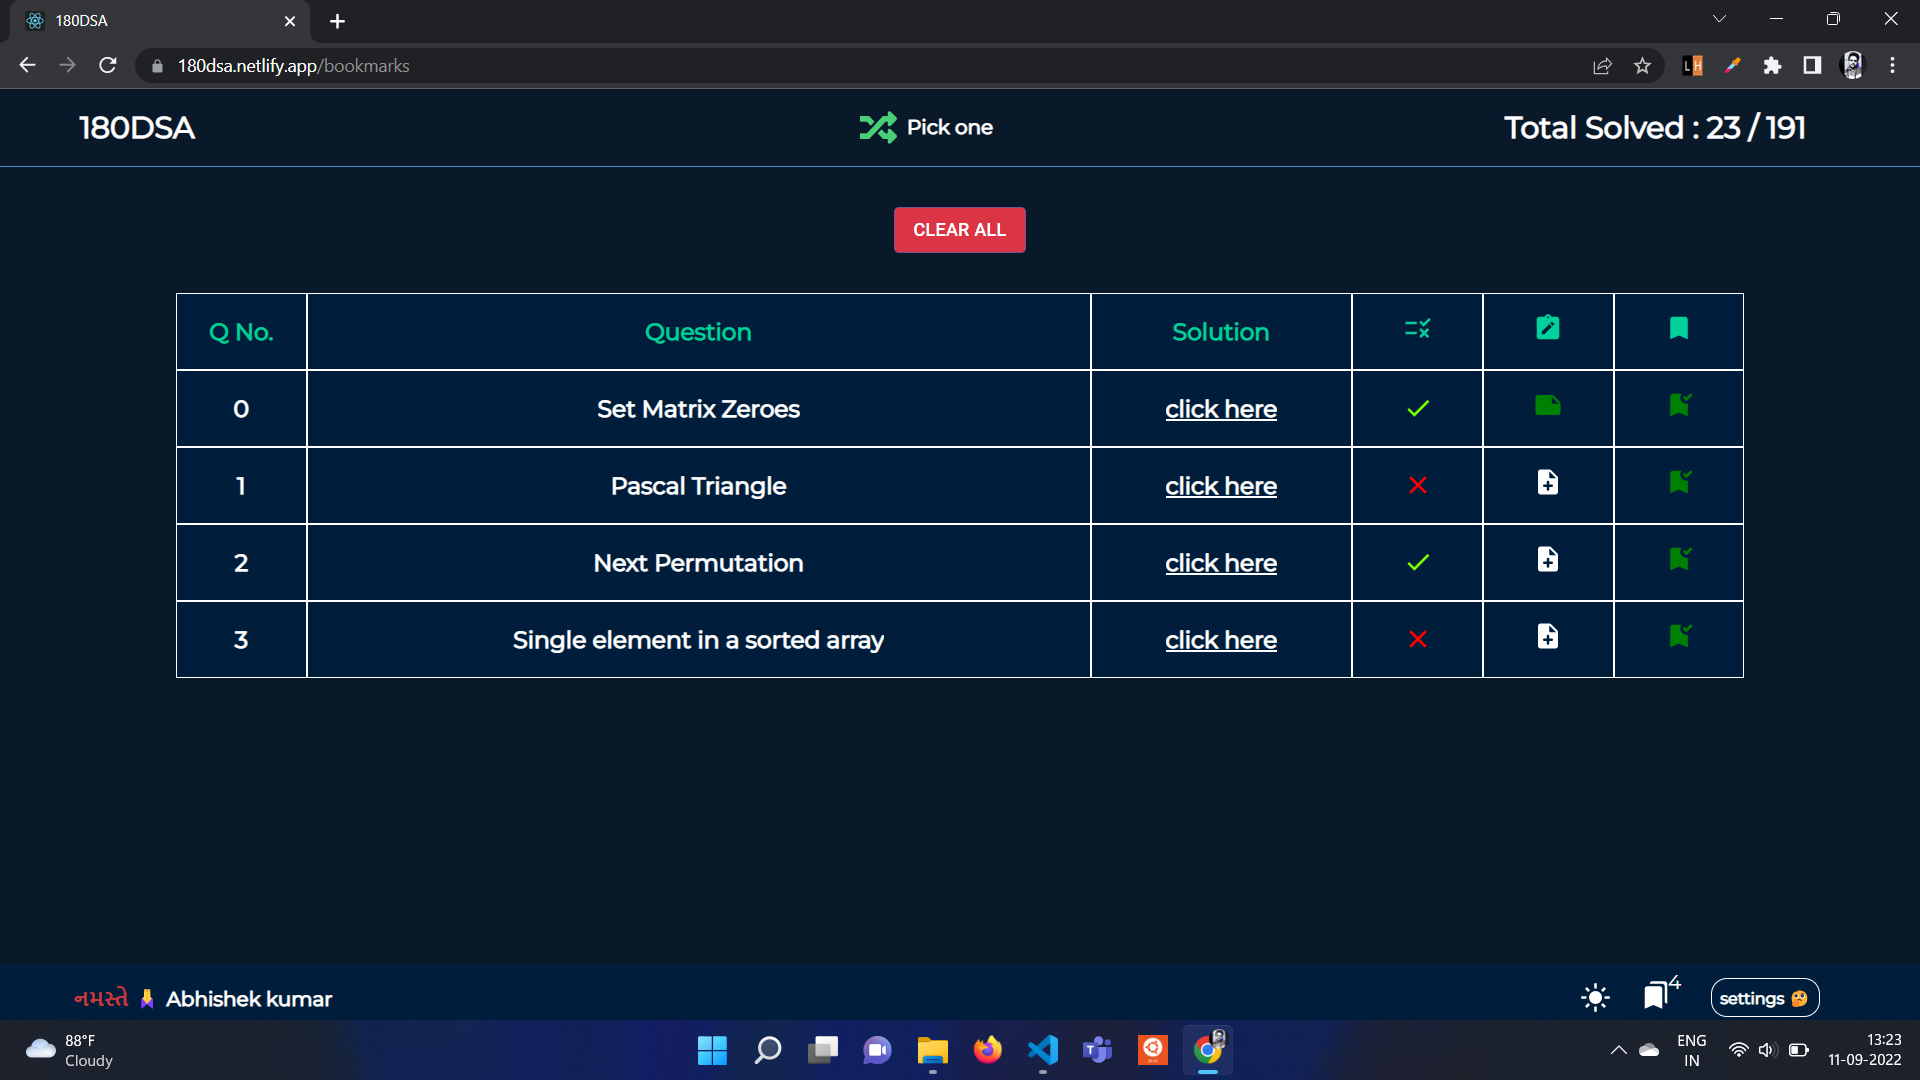 180DSA
180dsa.netlify.app/bookmarks
180DSA
Pick one
Total Solved : 23 / 191
CLEAR ALL
Q No. Question Solution
0 Set Matrix Zeroes click here
1 Pascal Triangle click here
2 Next Permutation click here
3 Single element in a sorted array click here
નમસ્તે Abhishek kumar
4
settings
88°F
Cloudy
ENG
IN
13:23
11-09-2022